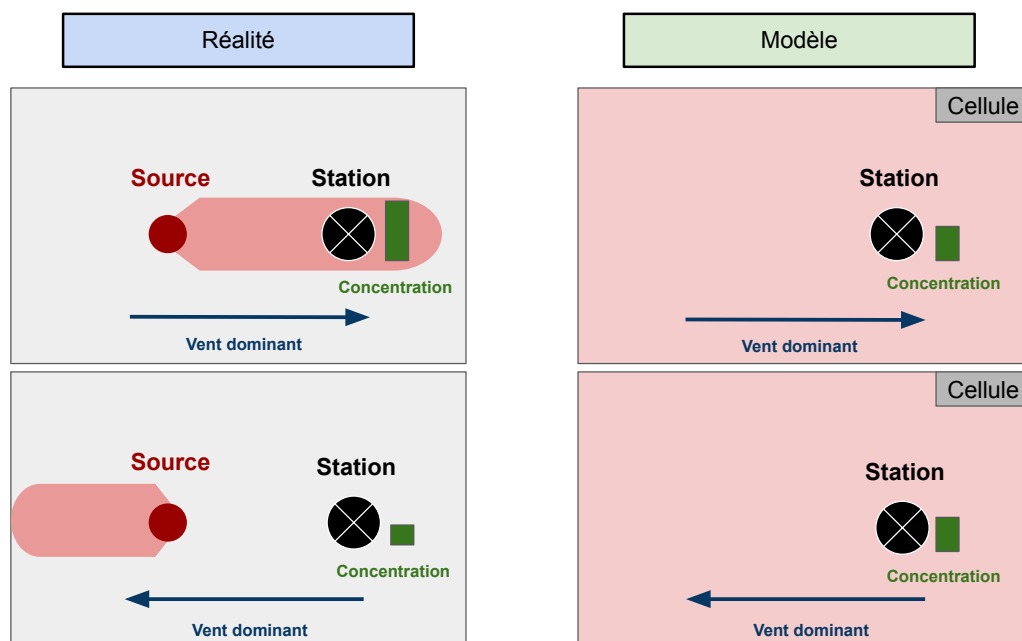 Réalité
Modèle
Cellule
Source
Station
Concentration
Vent dominant
Station
Concentration
Vent dominant
Cellule
Source
Station
Concentration
Vent dominant
Station
Concentration
Vent dominant